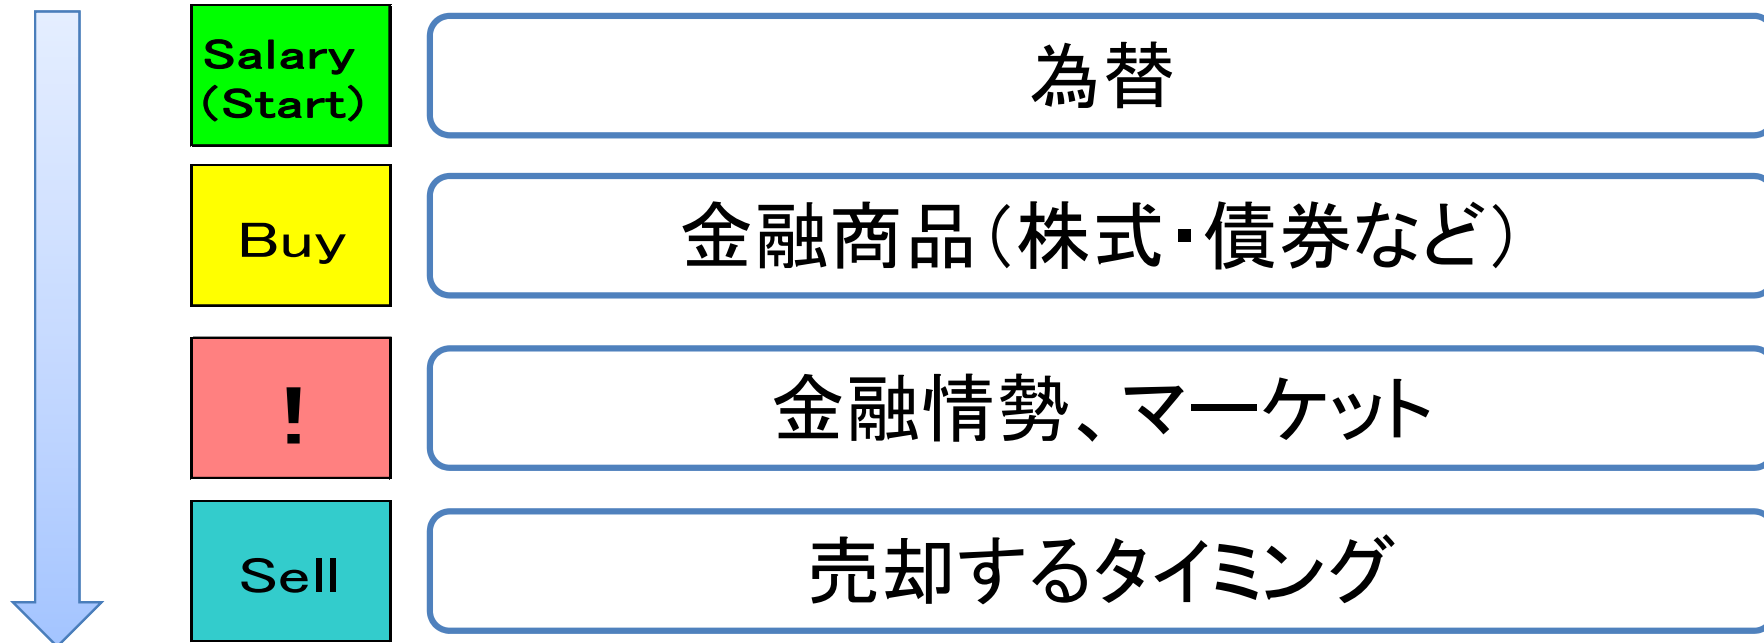 Salary
（Start）
為替
Buy
金融商品（株式・債券など）
！
金融情勢、マーケット
Sell
売却するタイミング